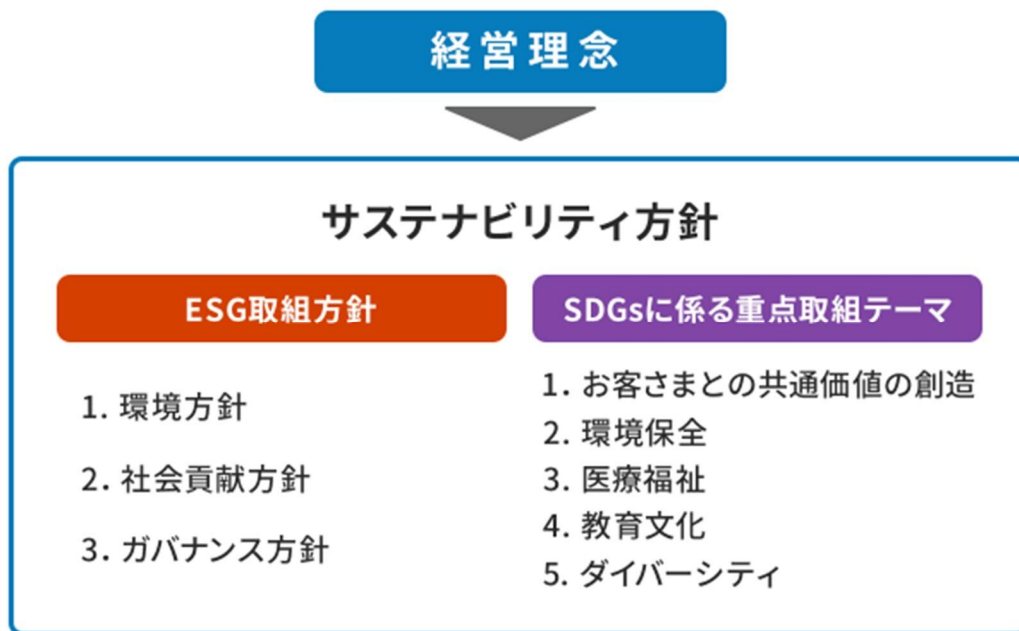 経営理念
サステナビリティ方針
ESG取組方針
1. 環境方針
2. 社会貢献方針
3. ガバナンス方針
SDGsに係る重点取組テーマ
1. お客さまとの共通価値の創造
2. 環境保全
3. 医療福祉
4. 教育文化
5. ダイバーシティ